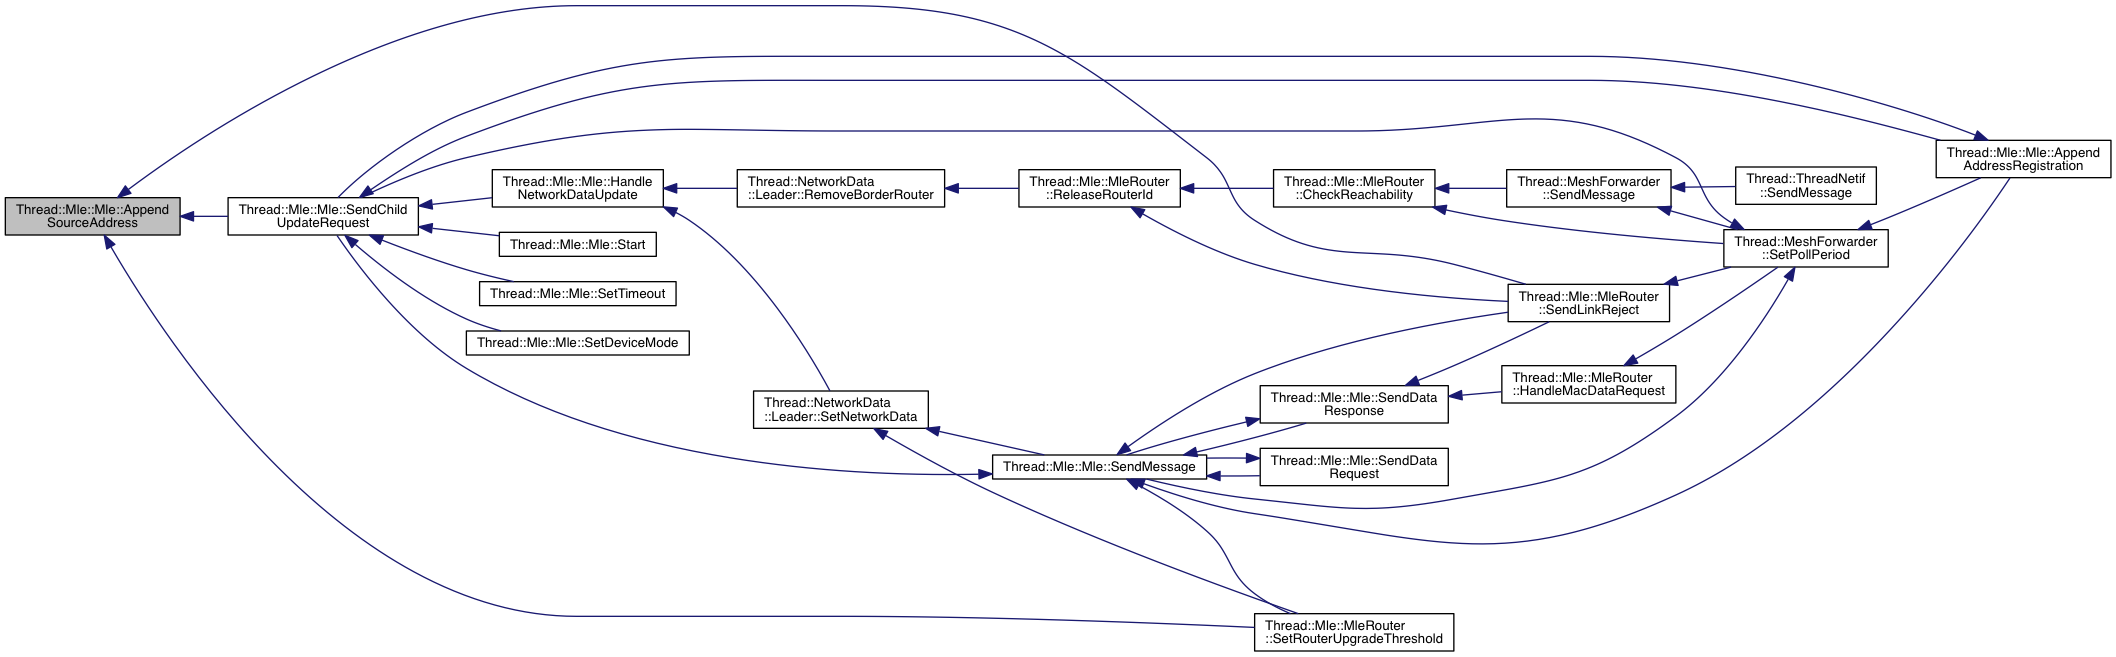 Thread::Mle::Mle::Append
SourceAddress
Thread::Mle::Mle::SendChild
UpdateRequest
Thread::Mle::Mle::Handle
NetworkDataUpdate
Thread::Mle::Mle::Start
Thread::Mle::Mle::SetTimeout
Thread::Mle::Mle::SetDeviceMode
Thread::NetworkData
::Leader::RemoveBorderRouter
Thread::NetworkData
::Leader::SetNetworkData
Thread::Mle::MleRouter
::ReleaseRouterId
Thread::Mle::Mle::SendMessage
Thread::Mle::MleRouter
::CheckReachability
Thread::Mle::Mle::SendData
Response
Thread::Mle::Mle::SendData
Request
Thread::Mle::MleRouter
::SetRouterUpgradeThreshold
Thread::MeshForwarder
::SendMessage
Thread::Mle::MleRouter
::SendLinkReject
Thread::Mle::MleRouter
::HandleMacDataRequest
Thread::ThreadNetif
::SendMessage
Thread::MeshForwarder
::SetPollPeriod
Thread::Mle::Mle::Append
AddressRegistration